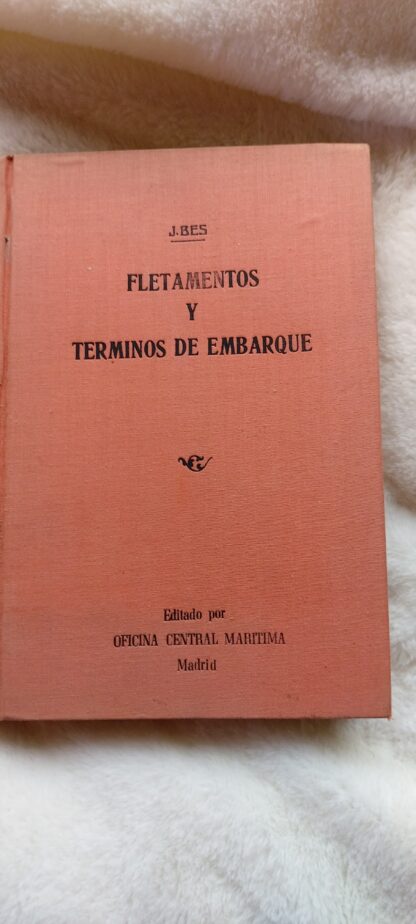 J. BES
FLETAMENTOS
Y
TERMINOS DE EMBARQUE
Editado por
OFICINA CENTRAL MARITIMA
Madrid